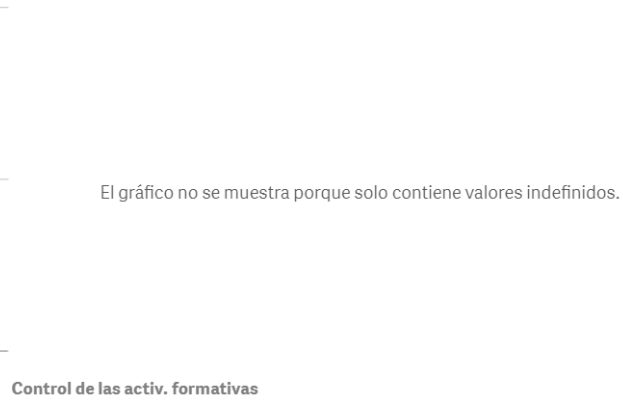 El gráfico no se muestra porque solo contiene valores indefinidos.
Control de las activ. formativas